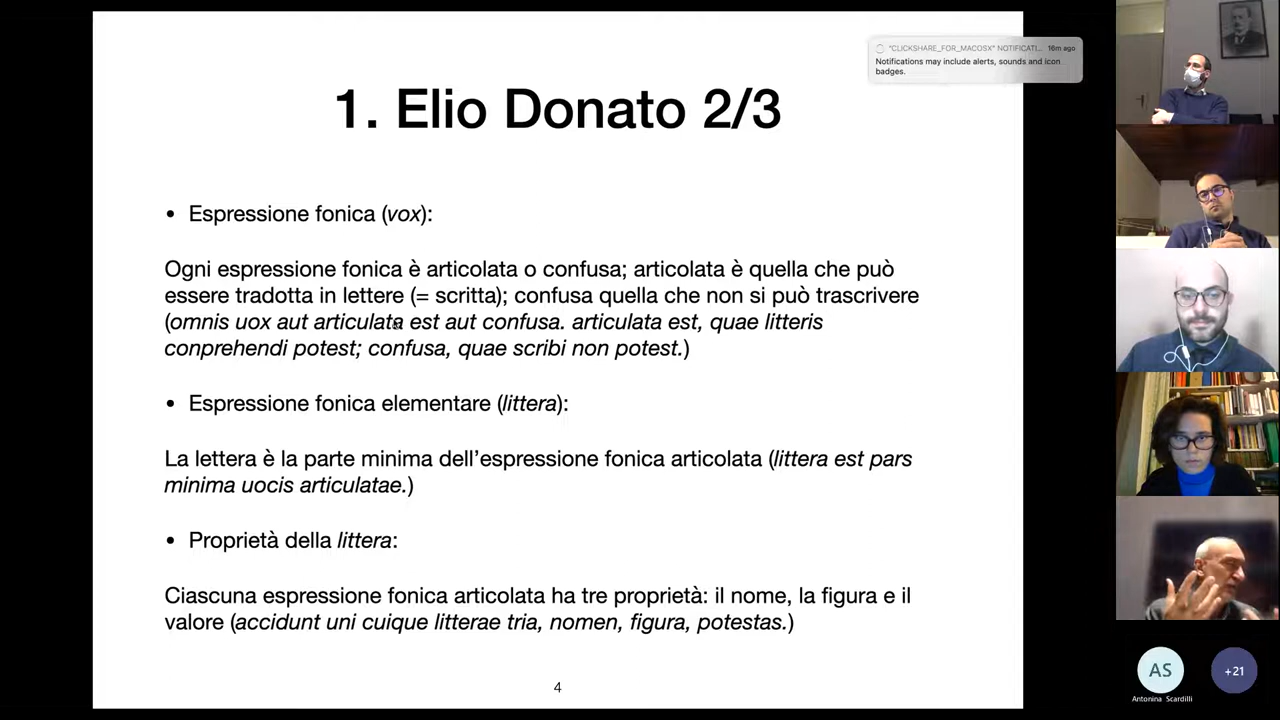 "CLICKSHARE_FOR_MACOSX" NOTIFICATI... 16m ago
Notifications may include alerts, sounds and icon
badges.
1. Elio Donato 2/3
• Espressione fonica (vox):
Ogni espressione fonica è articolata o confusa; articolata è quella che può
essere tradotta in lettere (= scritta); confusa quella che non si può trascrivere
(omnis uox aut articulata est aut confusa. articulata est, quae litteris
conprehendi potest; confusa, quae scribi non potest.)
• Espressione fonica elementare (littera):
La lettera è la parte minima dell’espressione fonica articolata (littera est pars
minima uocis articulatae.)
• Proprietà della littera:
Ciascuna espressione fonica articolata ha tre proprietà: il nome, la figura e il
valore (accidunt uni cuique litterae tria, nomen, figura, potestas.)
4
AS
+21
Antonina Scardilli